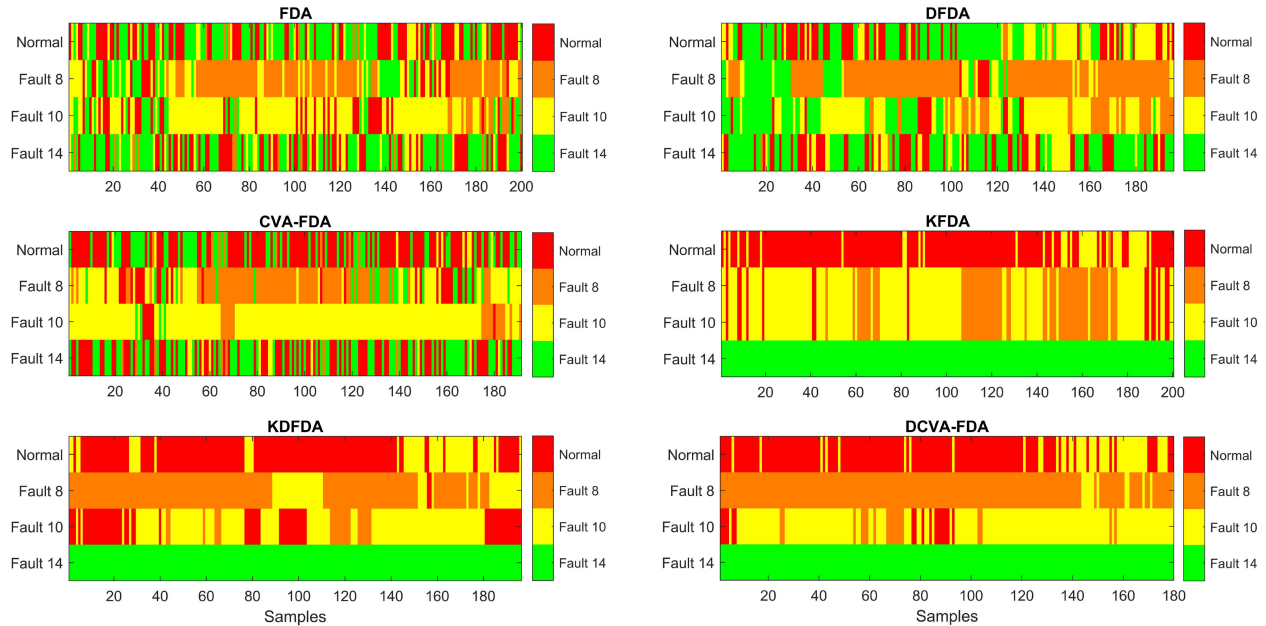 FDA
Normal
Fault 8
Fault 10
Fault 14
20 40 60 80 100 120 140 160 180 200
Normal
Fault 8
Fault 10
Fault 14
DFDA
Normal
Fault 8
Fault 10
Fault 14
20 40 60 80 100 120 140 160 180
Normal
Fault 8
Fault 10
Fault 14
CVA-FDA
Normal
Fault 8
Fault 10
Fault 14
20 40 60 80 100 120 140 160 180
Normal
Fault 8
Fault 10
Fault 14
KFDA
Normal
Fault 8
Fault 10
Fault 14
20 40 60 80 100 120 140 160 180 200
Normal
Fault 8
Fault 10
Fault 14
KDFDA
Normal
Fault 8
Fault 10
Fault 14
20 40 60 80 100 120 140 160 180
Samples
Normal
Fault 8
Fault 10
Fault 14
DCVA-FDA
Normal
Fault 8
Fault 10
Fault 14
20 40 60 80 100 120 140 160 180
Samples
Normal
Fault 8
Fault 10
Fault 14